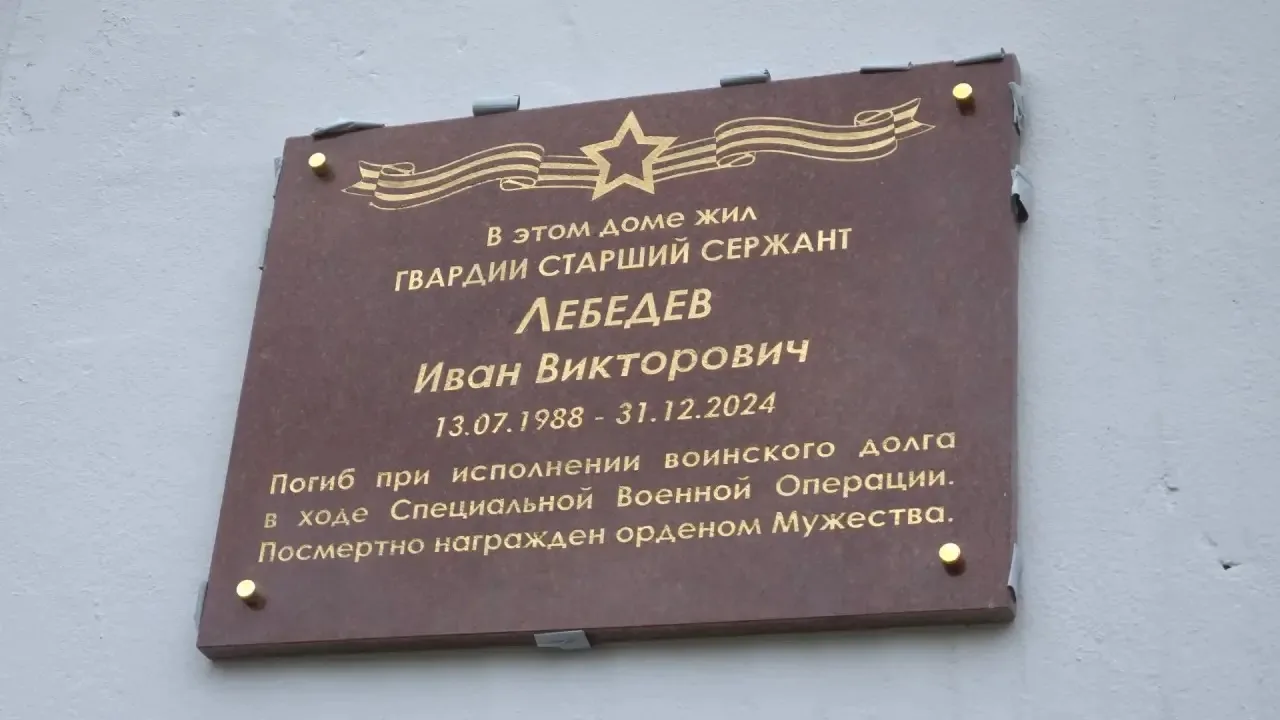 В этом доме жил
ГВАРДИИ СТАРШИЙ СЕРЖАНТ
ЛЕБЕДЕВ
Иван Викторович
13.07.1988 - 31.12.2024
Погиб при исполнении воинского долга
в ходе Специальной Военной Операции.
Посмертно награжден орденом Мужества.